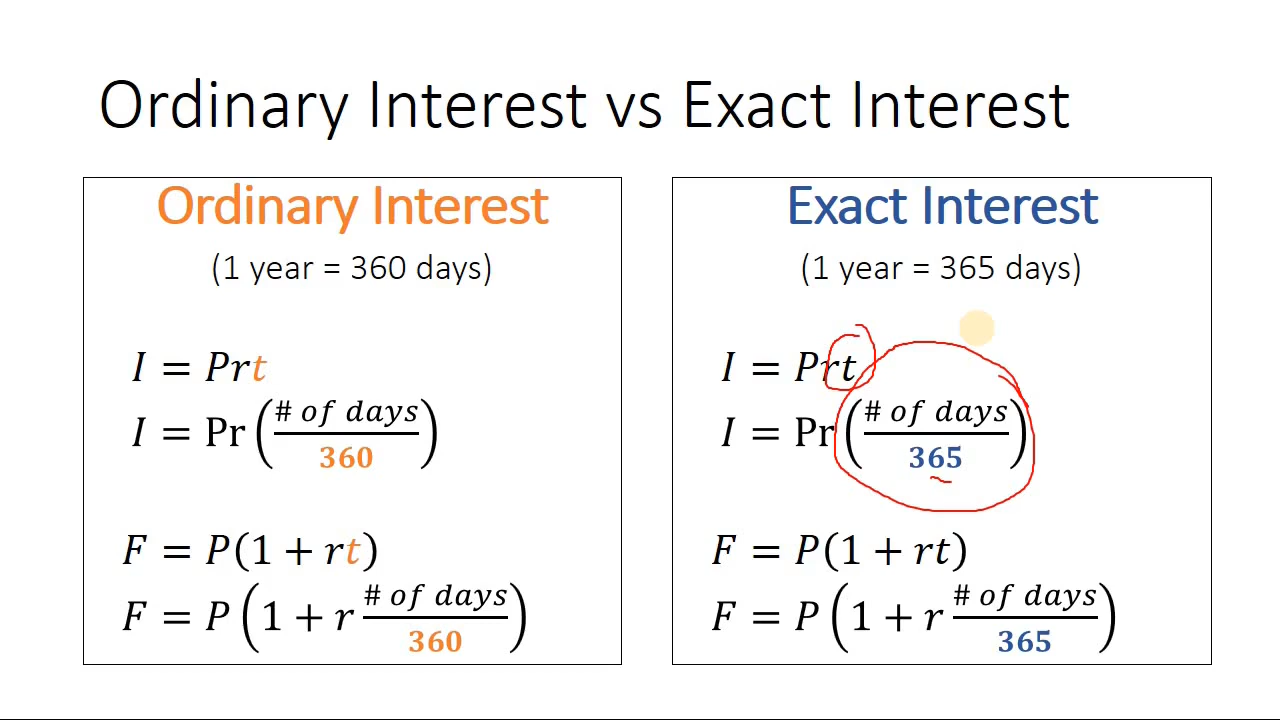 Ordinary Interest vs Exact Interest
Ordinary Interest
(1 year = 360 days)
I = Prt
I = Pr(# of days / 360)
F = P(1 + rt)
F = P(1 + r # of days / 360)
Exact Interest
(1 year = 365 days)
I = Prt
I = Pr(# of days / 365)
F = P(1 + rt)
F = P(1 + r # of days / 365)